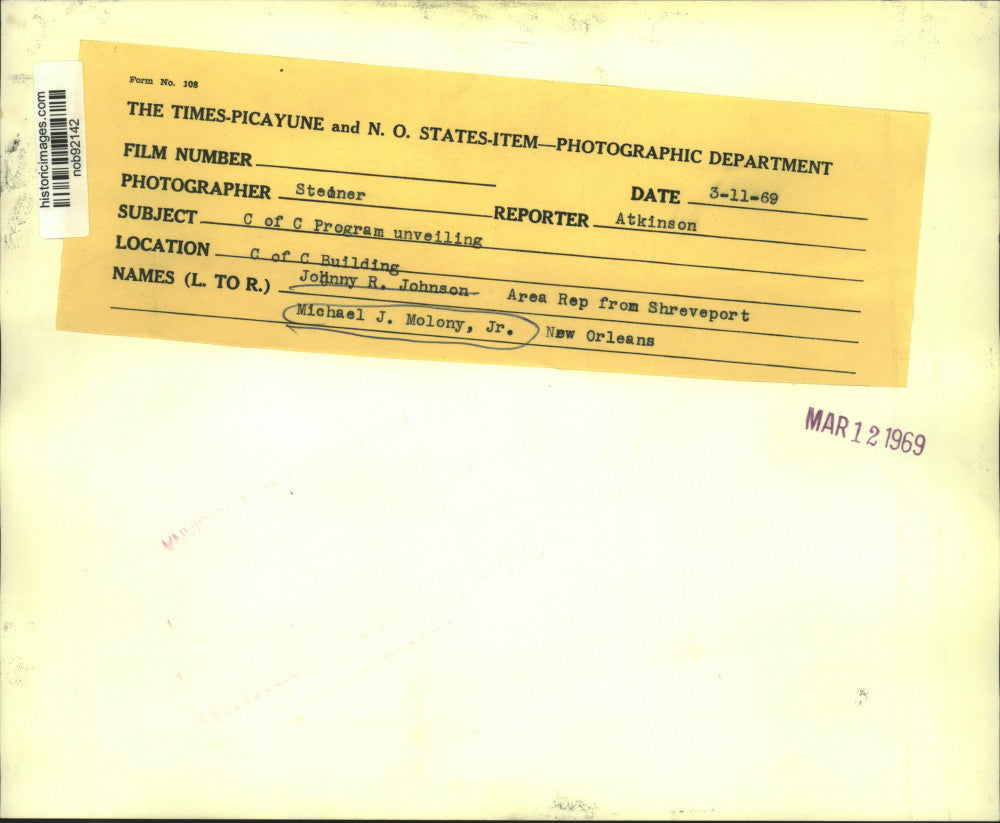 historicimages.com
nob92142
Form No. 108
THE TIMES-PICAYUNE and N. O. STATES-ITEM—PHOTOGRAPHIC DEPARTMENT
FILM NUMBER
PHOTOGRAPHER Steiner DATE 3-11-69
SUBJECT C of C Program unveiling REPORTER Atkinson
LOCATION C of C Building
NAMES (L. TO R.) Johnny R. Johnson Area Rep from Shreveport
Michael J. Molony, Jr. New Orleans
MAR 12 1969